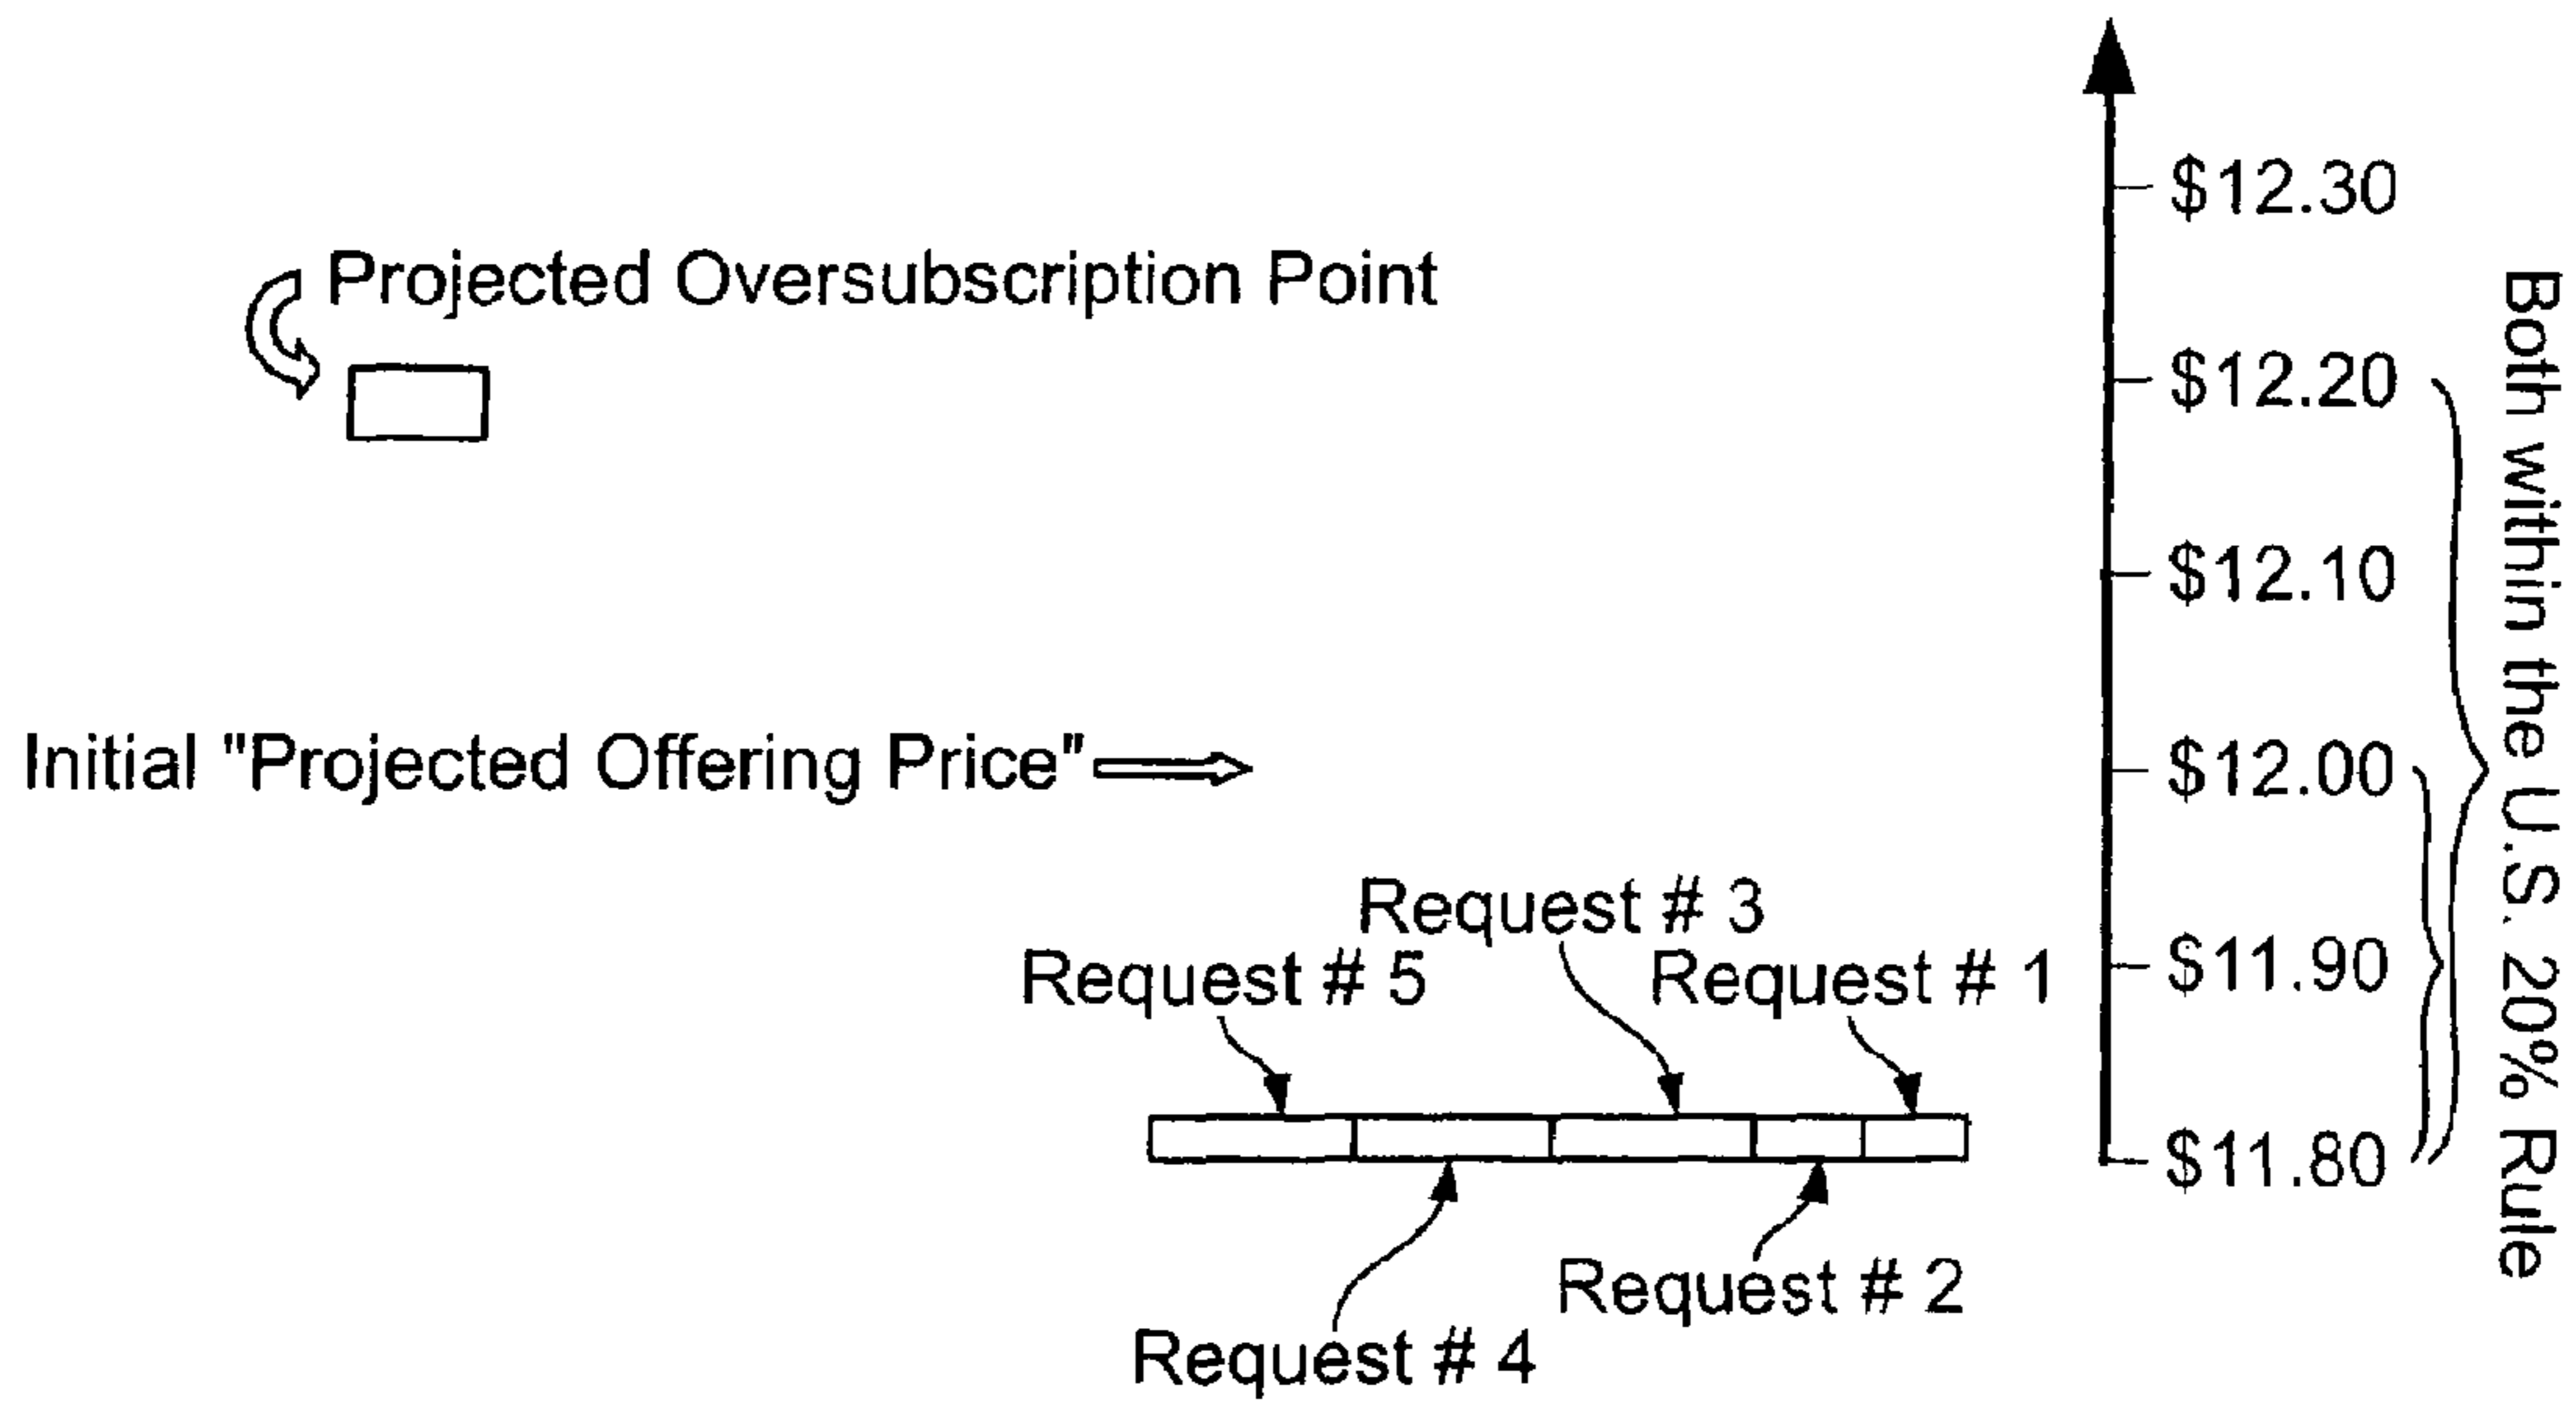 $12.30
Projected Oversubscription Point
$12.20
$12.10
Initial "Projected Offering Price"
$12.00
Request # 3
Request # 5
Request # 1
$11.90
$11.80
Request # 2
Request # 4
Both within the U.S. 20% Rule